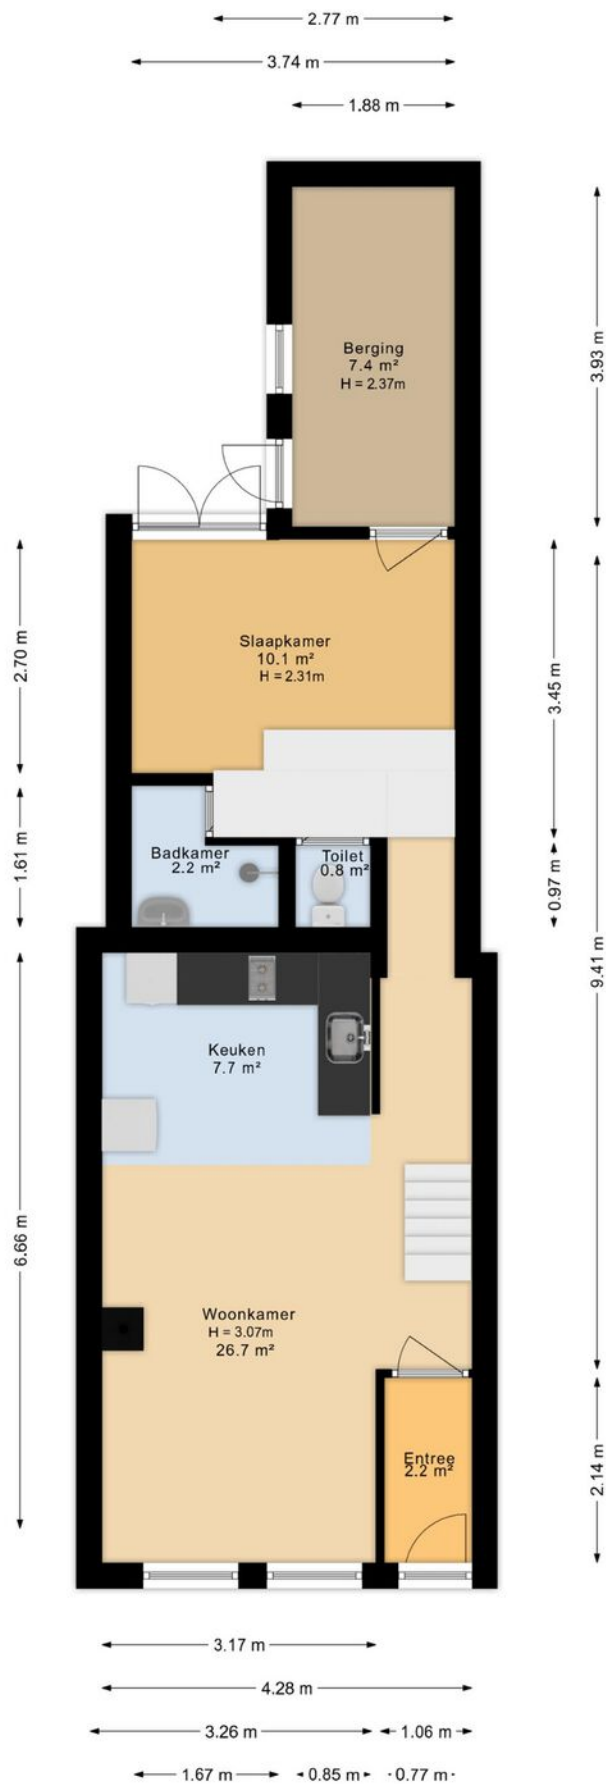 2.77 m
3.74 m
1.88 m
3.93 m
Berging
7.4 m²
H = 2.37m
2.70 m
Slaapkamer
10.1 m²
H = 2.31m
3.45 m
1.61 m
Badkamer
2.2 m²
Toilet
0.8 m²
0.97 m
9.41 m
Keuken
7.7 m²
6.66 m
Woonkamer
H = 3.07m
26.7 m²
Entree
2.2 m²
2.14 m
3.17 m
4.28 m
3.26 m
1.06 m
1.67 m
0.85 m
0.77 m